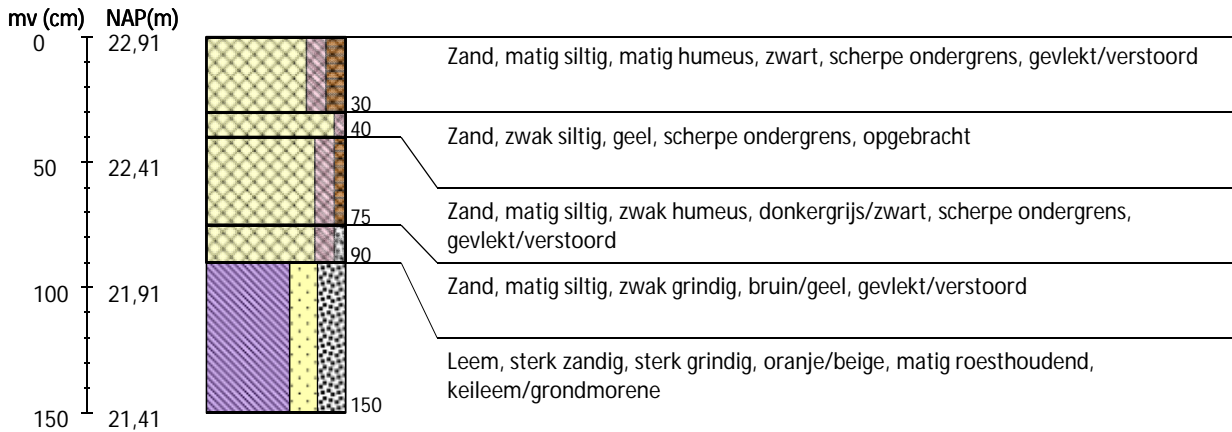 mv (cm) NAP(m)
0 22,91
Zand, matig siltig, matig humeus, zwart, scherpe ondergrens, gevlekt/verstoord
30
40
Zand, zwak siltig, geel, scherpe ondergrens, opgebracht
50 22,41
Zand, matig siltig, zwak humeus, donkergrijs/zwart, scherpe ondergrens,
gevlekt/verstoord
75
90
Zand, matig siltig, zwak grindig, bruin/geel, gevlekt/verstoord
100 21,91
Leem, sterk zandig, sterk grindig, oranje/beige, matig roesthoudend,
keileem/grondmorene
150
150 21,41